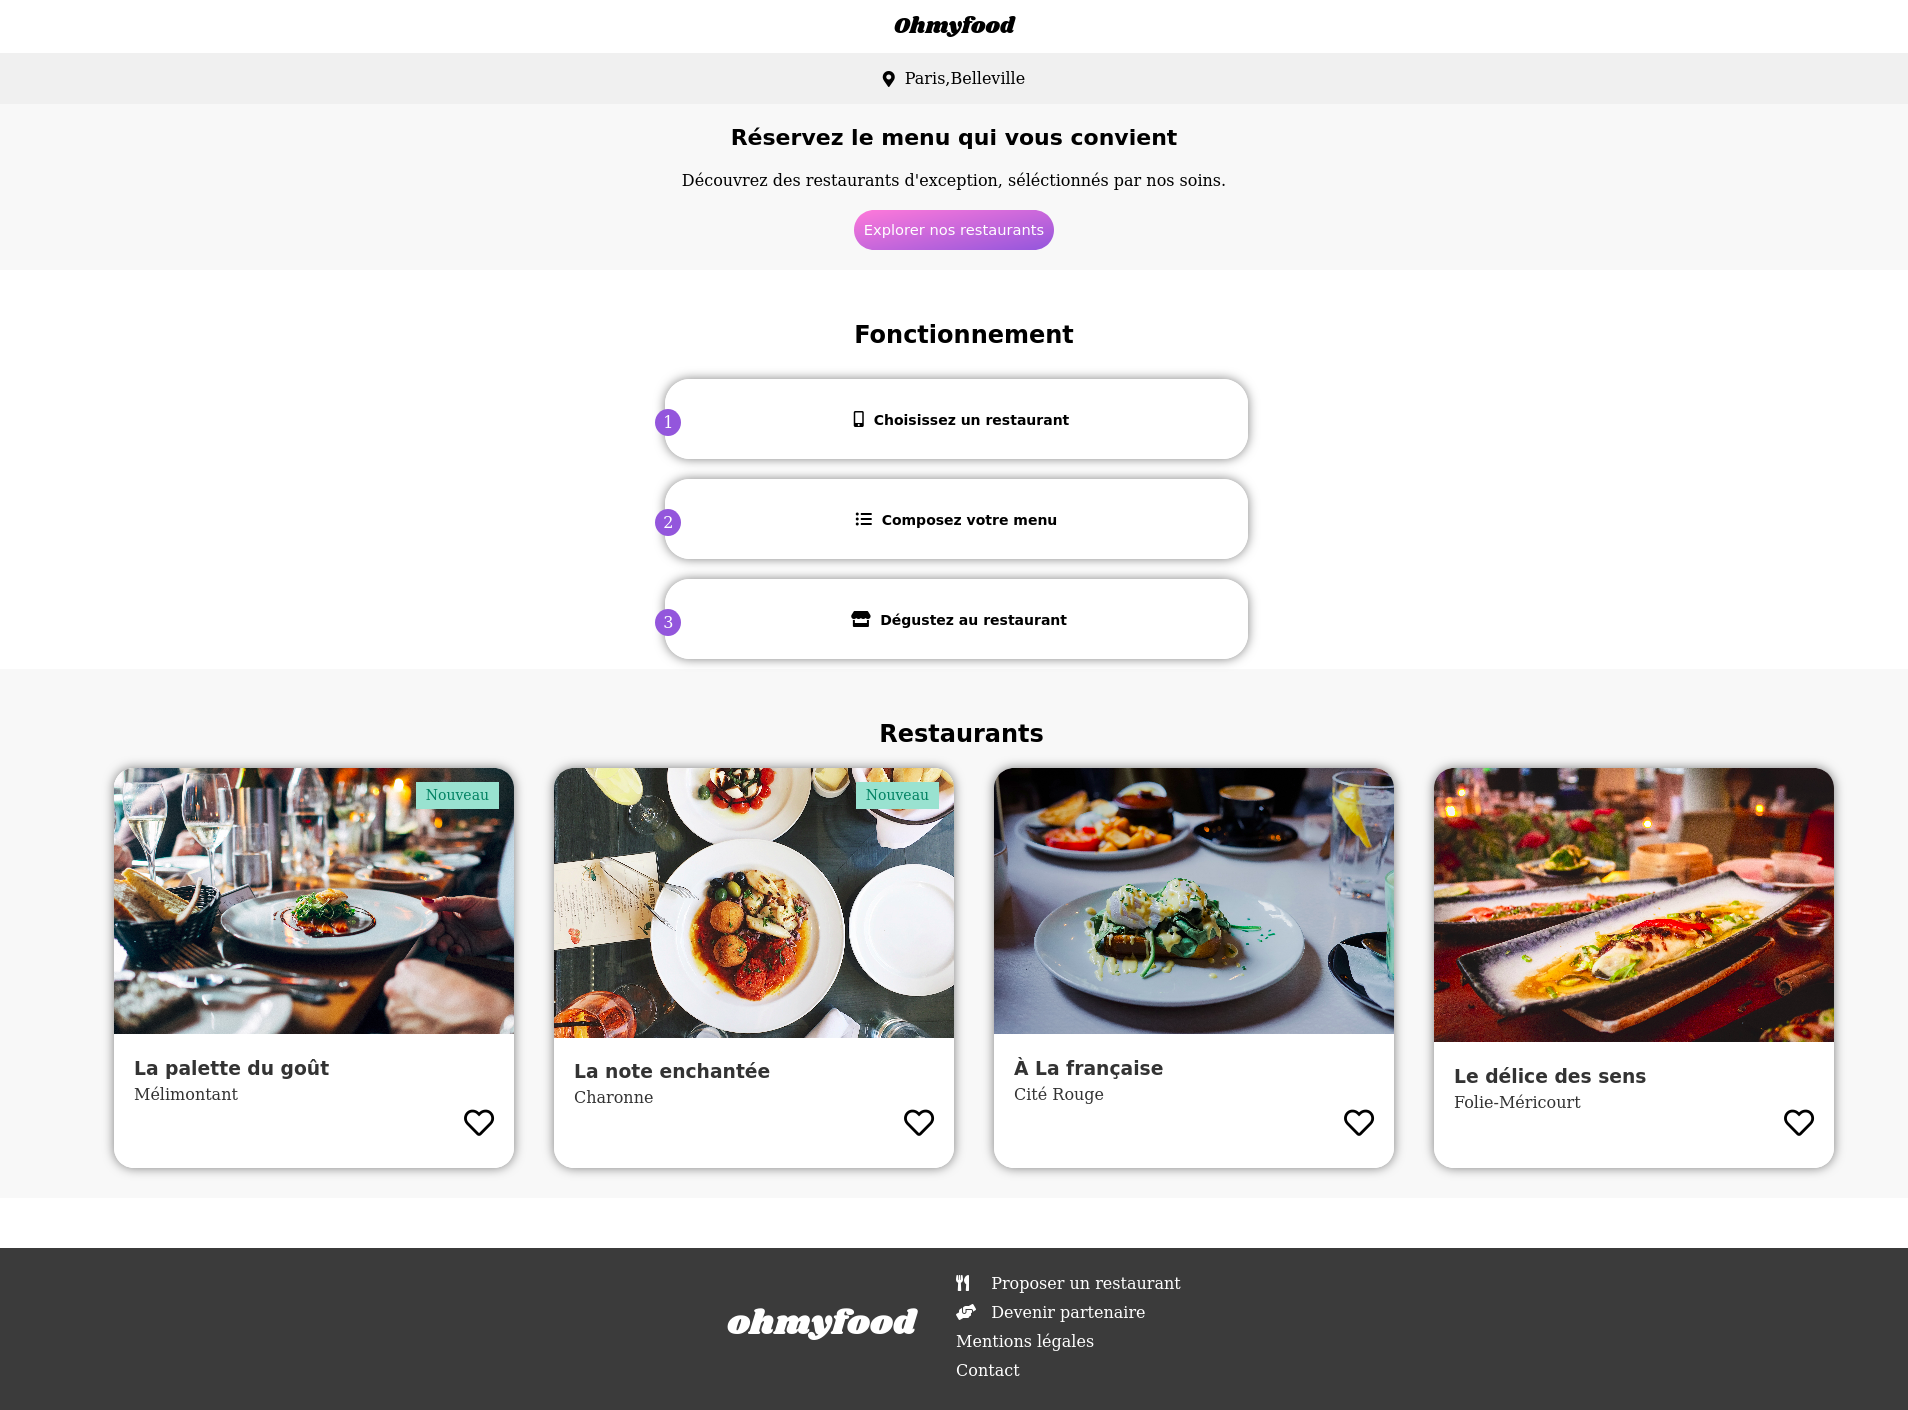 Ohmyfood
Paris,Belleville
Réservez le menu qui vous convient
Découvrez des restaurants d'exception, séléctionnés par nos soins.
Explorer nos restaurants
Fonctionnement
1
Choisissez un restaurant
2
Composez votre menu
3
Dégustez au restaurant
Restaurants
Nouveau
La palette du goût
Mélimontant
Nouveau
La note enchantée
Charonne
À La française
Cité Rouge
Le délice des sens
Folie-Méricourt
ohmyfood
Proposer un restaurant
Devenir partenaire
Mentions légales
Contact